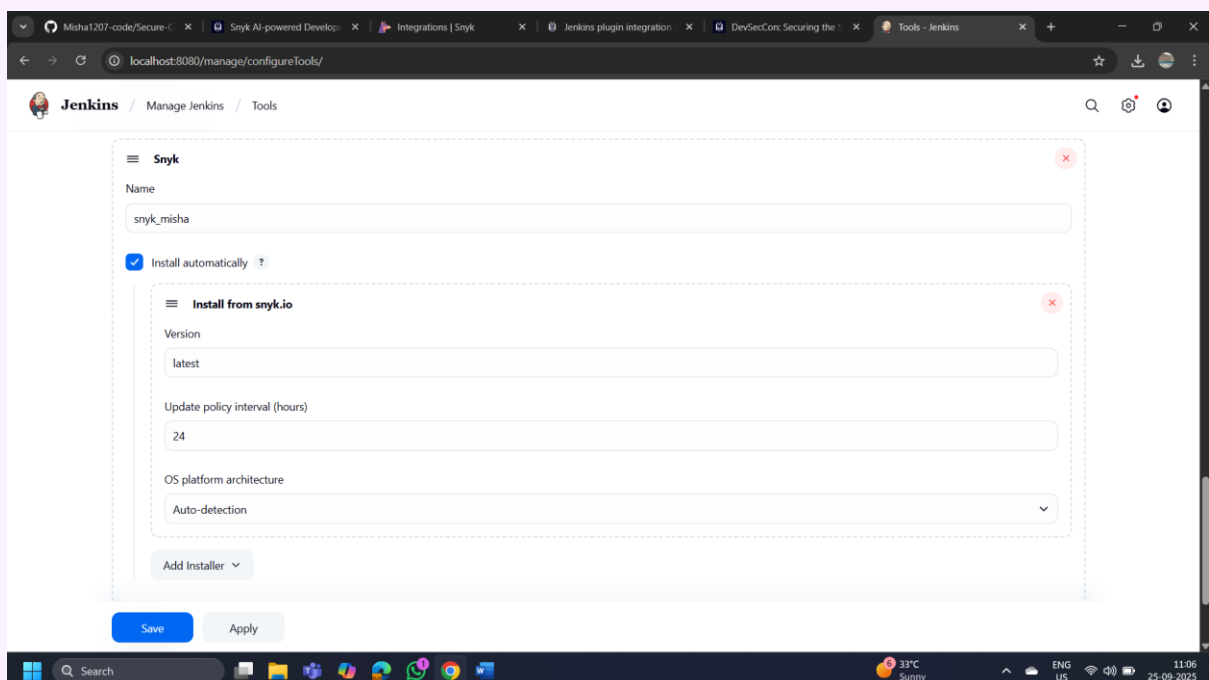 Misha1207-code/Secure-C
Snyk AI-powered Develop
Integrations | Snyk
Jenkins plugin integration
DevSecCon: Securing the S
Tools - Jenkins
localhost:8080/manage/configureTools/
Jenkins / Manage Jenkins / Tools
Snyk
Name
snyk_misha
Install automatically ?
Install from snyk.io
Version
latest
Update policy interval (hours)
24
OS platform architecture
Auto-detection
Add Installer
Save
Apply
Search
6
33°C
Sunny
ENG
US
11:06
25-09-2025